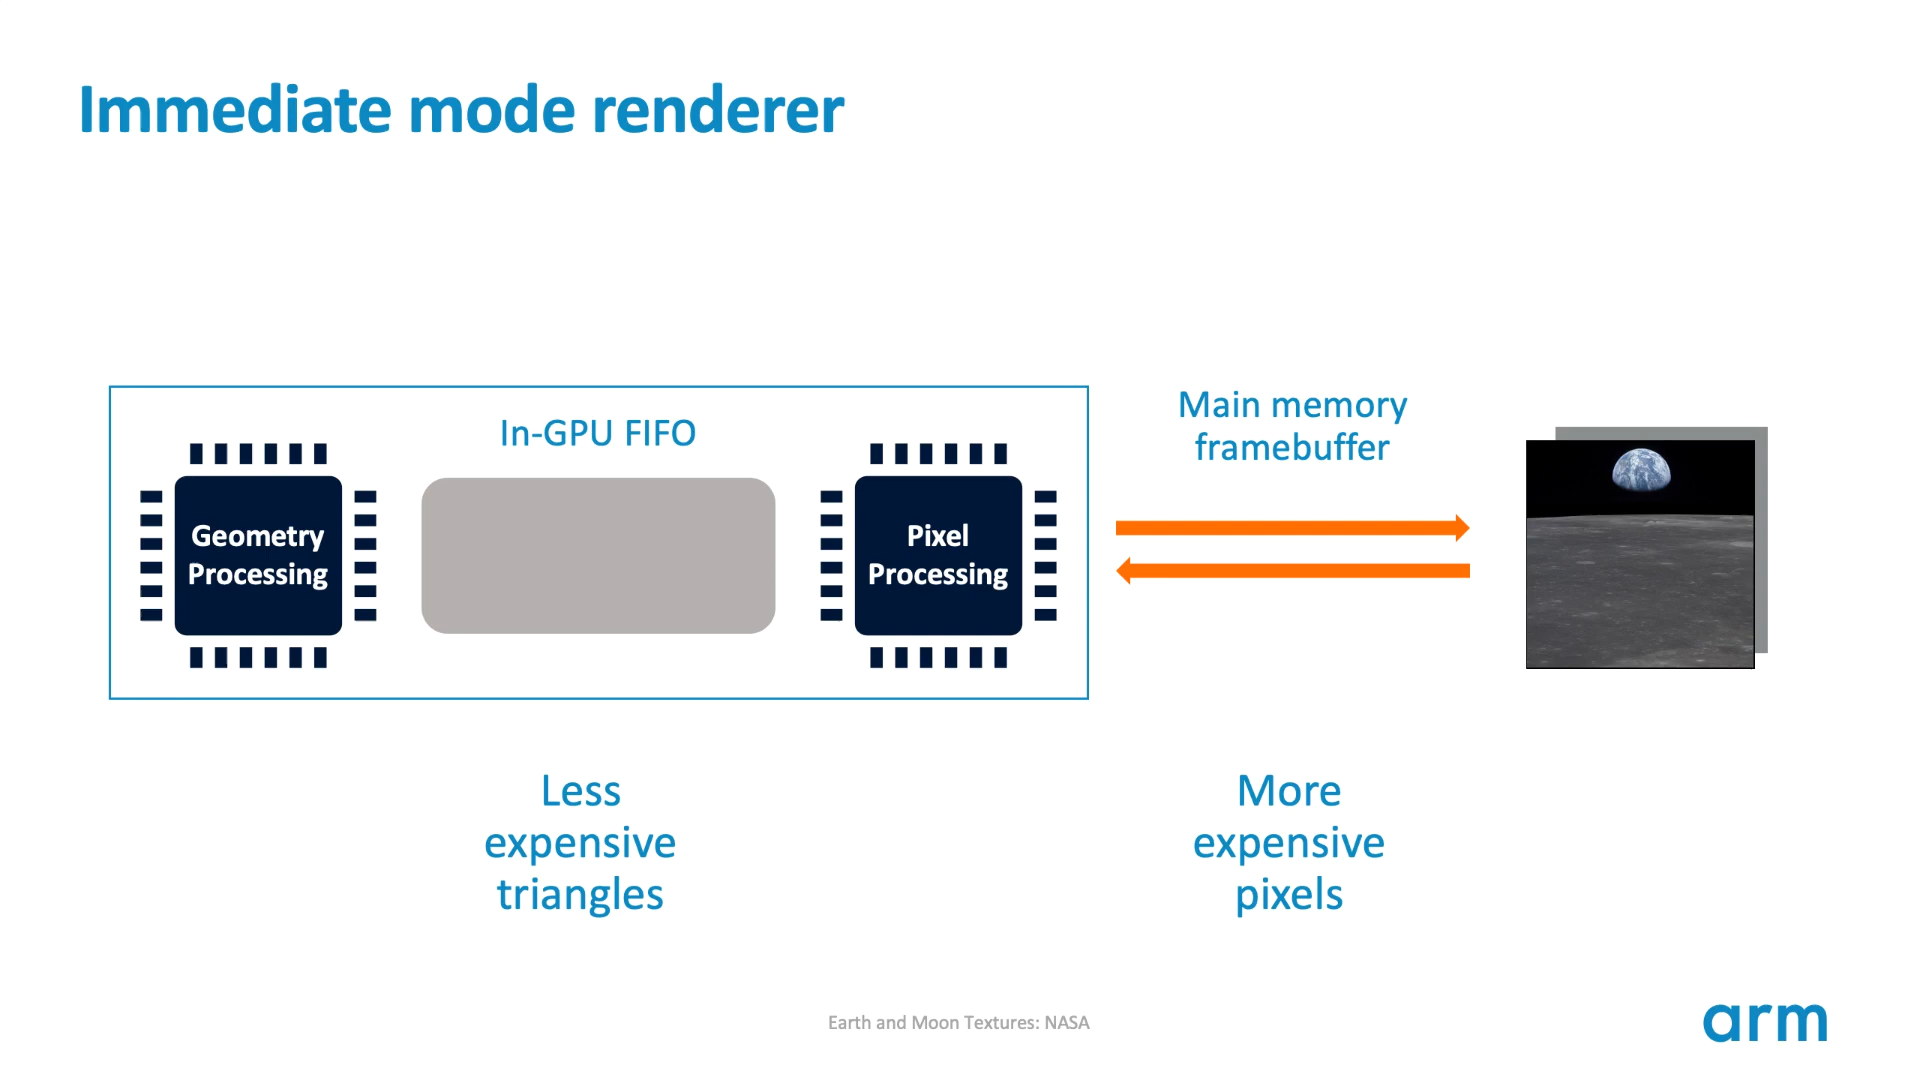 Immediate mode renderer
In-GPU FIFO
Geometry
Processing
Pixel
Processing
Main memory
framebuffer
Less
expensive
triangles
More
expensive
pixels
Earth and Moon Textures: NASA
arm